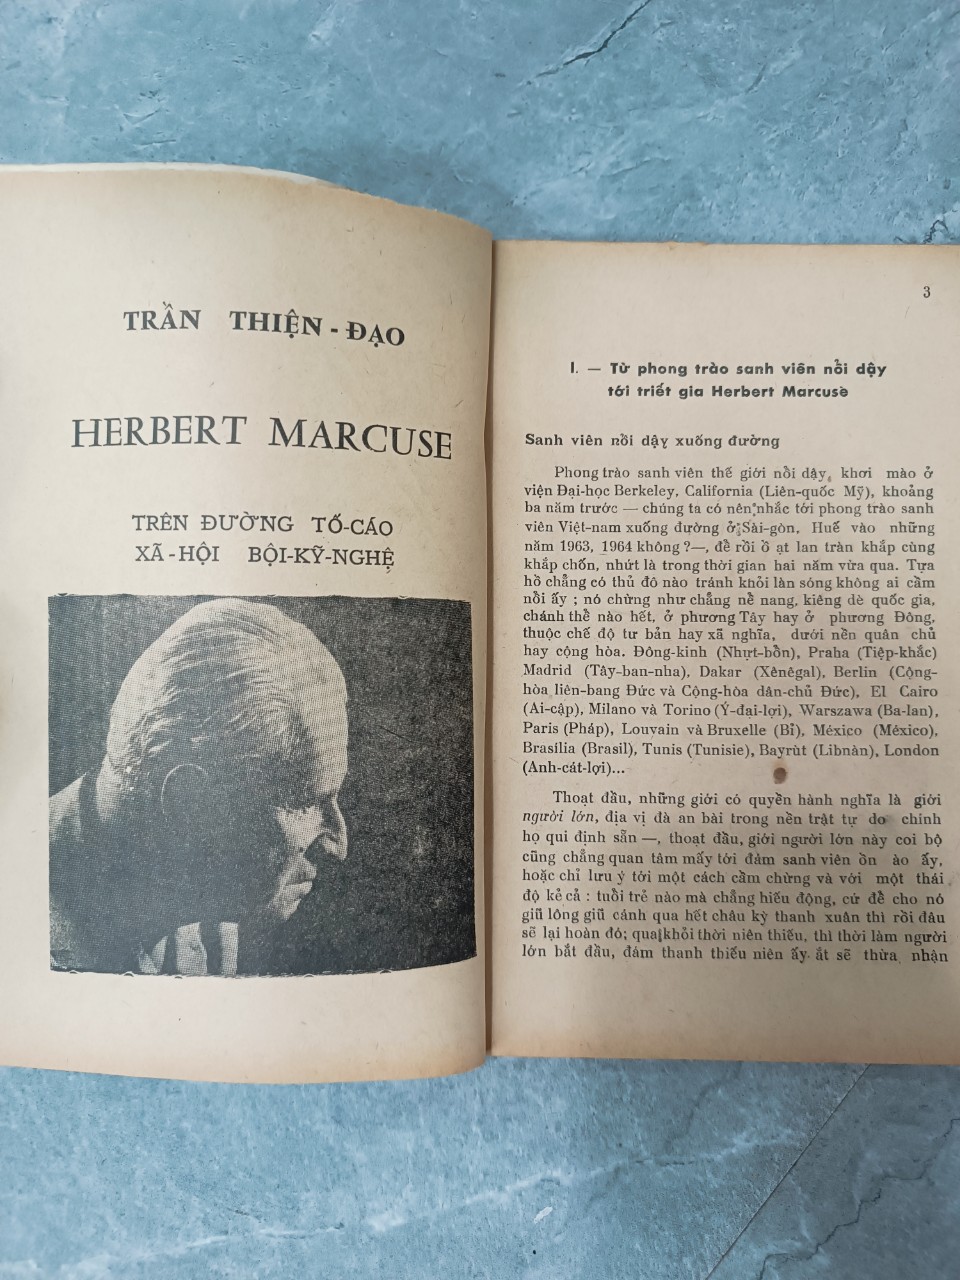 TRẦN THIỆN-ĐẠO
HERBERT MARCUSE
TRÊN ĐƯỜNG TỐ-CÁO
XÃ-HỘI BỘI-KỸ-NGHỆ
3
I. — Từ phong trào sanh viên nổi dậy
tới triết gia Herbert Marcuse
Sanh viên nổi dậy xuống đường
Phong trào sanh viên thế giới nổi dậy, khơi mào ở
viện Đại-học Berkeley, California (Liên-quốc Mỹ), khoảng
ba năm trước — chúng ta có nên nhắc tới phong trào sanh
viên Việt-nam xuống đường ở Sài-gòn, Huế vào những
năm 1963, 1964 không ?—, để rồi ồ ạt lan tràn khắp cùng
khắp chốn, nhứt là trong thời gian hai năm vừa qua. Tựa
hồ chẳng có thủ đô nào tránh khỏi làn sóng không ai cầm
nổi ấy ; nó chừng như chẳng nề nang, kiêng dè quốc gia,
chánh thể nào hết, ở phương Tây hay ở phương Đông,
thuộc chế độ tư bản hay xã nghĩa, dưới nền quân chủ
hay cộng hòa. Đông-kinh (Nhựt-bổn), Praha (Tiệp-khắc)
Madrid (Tây-ban-nha), Dakar (Xênêgal), Berlin (Cộng-
hòa liên-bang Đức và Cộng-hòa dân-chủ Đức), El Cairo
(Ai-cập), Milano và Torino (Ý-đại-lợi), Warszawa (Ba-lan),
Paris (Pháp), Louvain và Bruxelle (Bỉ), México (México),
Brasília (Brasil), Tunis (Tunisie), Bayrùt (Libnàn), London
(Anh-cát-lợi)...
Thoạt đầu, những giới có quyền hành nghĩa là giới
người lớn, địa vị đà an bài trong nền trật tự do chính
họ qui định sẵn —, thoạt đầu, giới người lớn này coi bộ
cũng chẳng quan tâm mấy tới đám sanh viên ồn ào ấy,
hoặc chỉ lưu ý tới một cách cầm chừng và với một thái
độ kẻ cả : tuổi trẻ nào mà chẳng hiếu động, cứ để cho nó
giũ lông giũ cánh qua hết châu kỳ thanh xuân thì rồi đâu
sẽ lại hoàn đó; qua khỏi thời niên thiếu, thì thời làm người
lớn bắt đầu, đám thanh thiếu niên ấy ắt sẽ thừa nhận